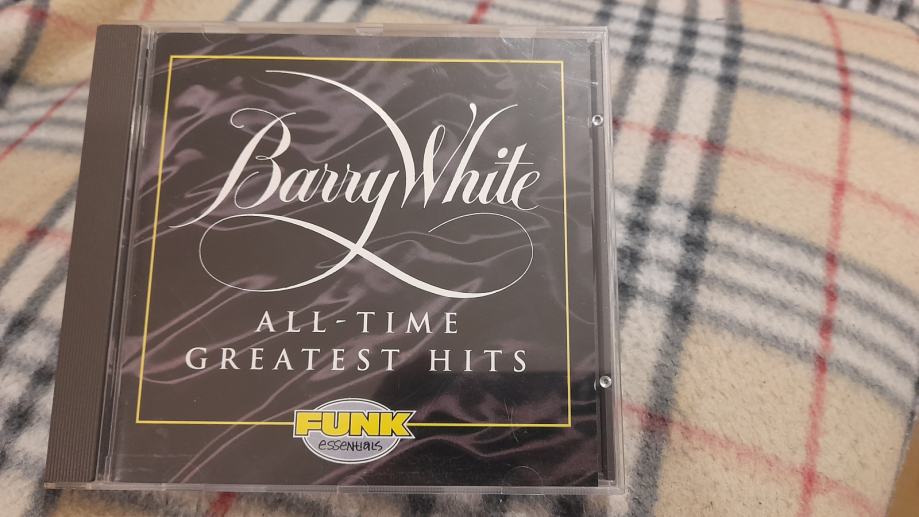 Barry White
ALL-TIME
GREATEST HITS
FUNK
essentials